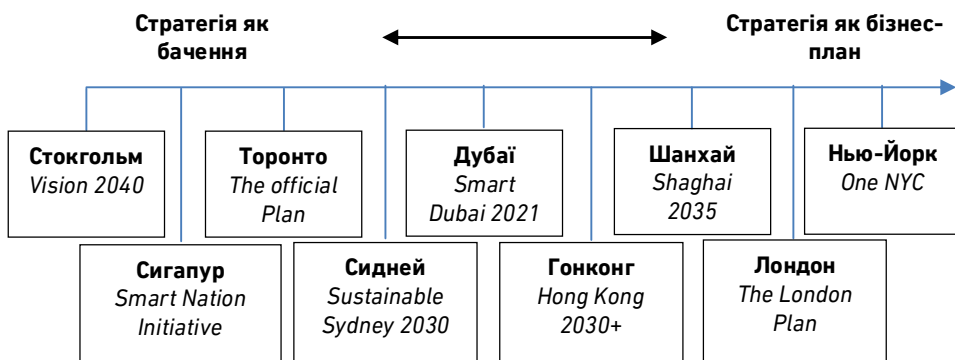 Стратегія як
бачення
Стратегія як бізнес-
план
Стокгольм
Vision 2040
Торонто
The official
Plan
Дубаї
Smart
Dubai 2021
Шанхай
Shaghai
2035
Нью-Йорк
One NYC
Сигапур
Smart Nation
Initiative
Сидней
Sustainable
Sydney 2030
Гонконг
Hong Kong
2030+
Лондон
The London
Plan